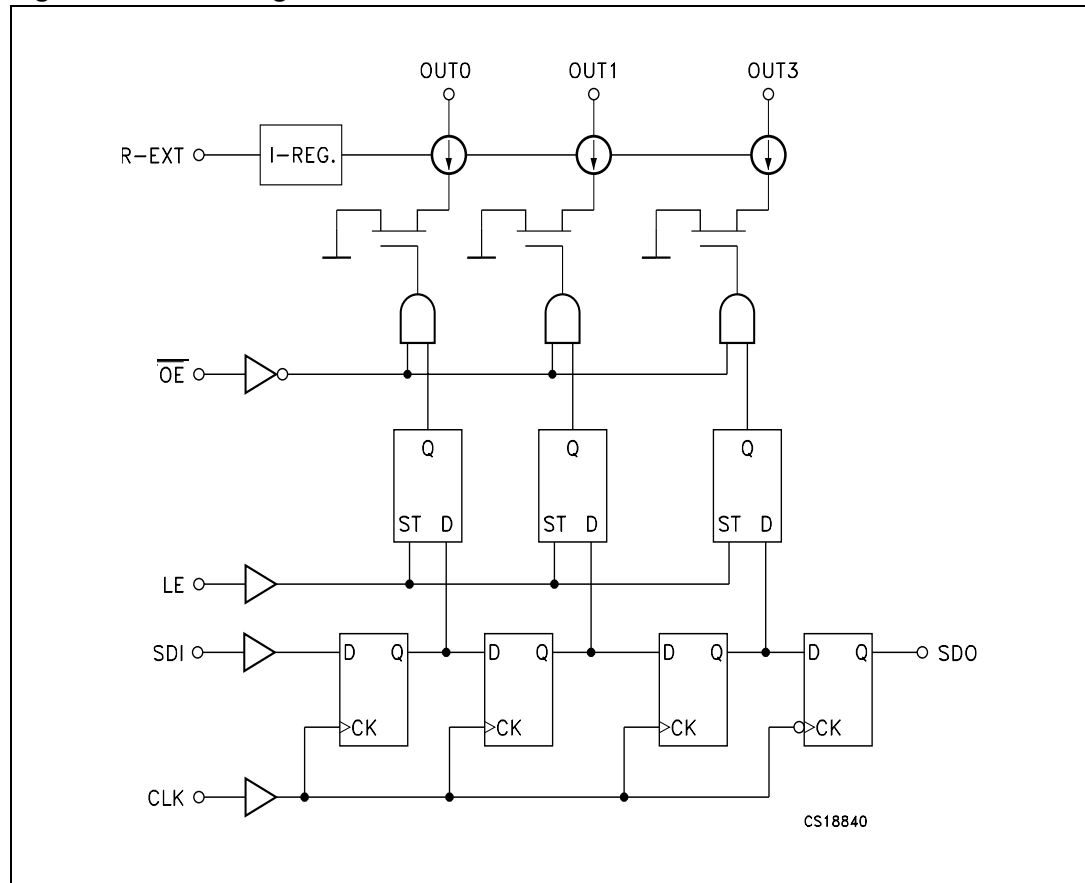 OUT0 OUT1 OUT3
R-EXT I-REG.
OE
Q Q Q
ST D ST D ST D
LE
SDI D Q D Q D Q D Q SDO
CK CK CK CK
CLK
CS18840